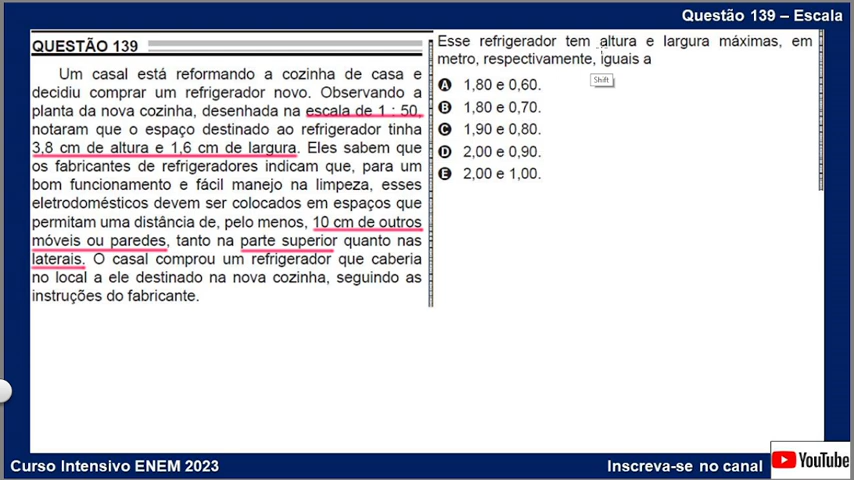 Questão 139 – Escala
QUESTÃO 139
Um casal está reformando a cozinha de casa e
decidiu comprar um refrigerador novo. Observando a
planta da nova cozinha, desenhada na escala de 1 : 50,
notaram que o espaço destinado ao refrigerador tinha
3,8 cm de altura e 1,6 cm de largura. Eles sabem que
os fabricantes de refrigeradores indicam que, para um
bom funcionamento e fácil manejo na limpeza, esses
eletrodomésticos devem ser colocados em espaços que
permitam uma distância de, pelo menos, 10 cm de outros
móveis ou paredes, tanto na parte superior quanto nas
laterais. O casal comprou um refrigerador que caberia
no local a ele destinado na nova cozinha, seguindo as
instruções do fabricante.
Esse refrigerador tem altura e largura máximas, em
metro, respectivamente, iguais a
Shift
A 1,80 e 0,60.
B 1,80 e 0,70.
C 1,90 e 0,80.
D 2,00 e 0,90.
E 2,00 e 1,00.
Curso Intensivo ENEM 2023
Inscreva-se no canal
YouTube